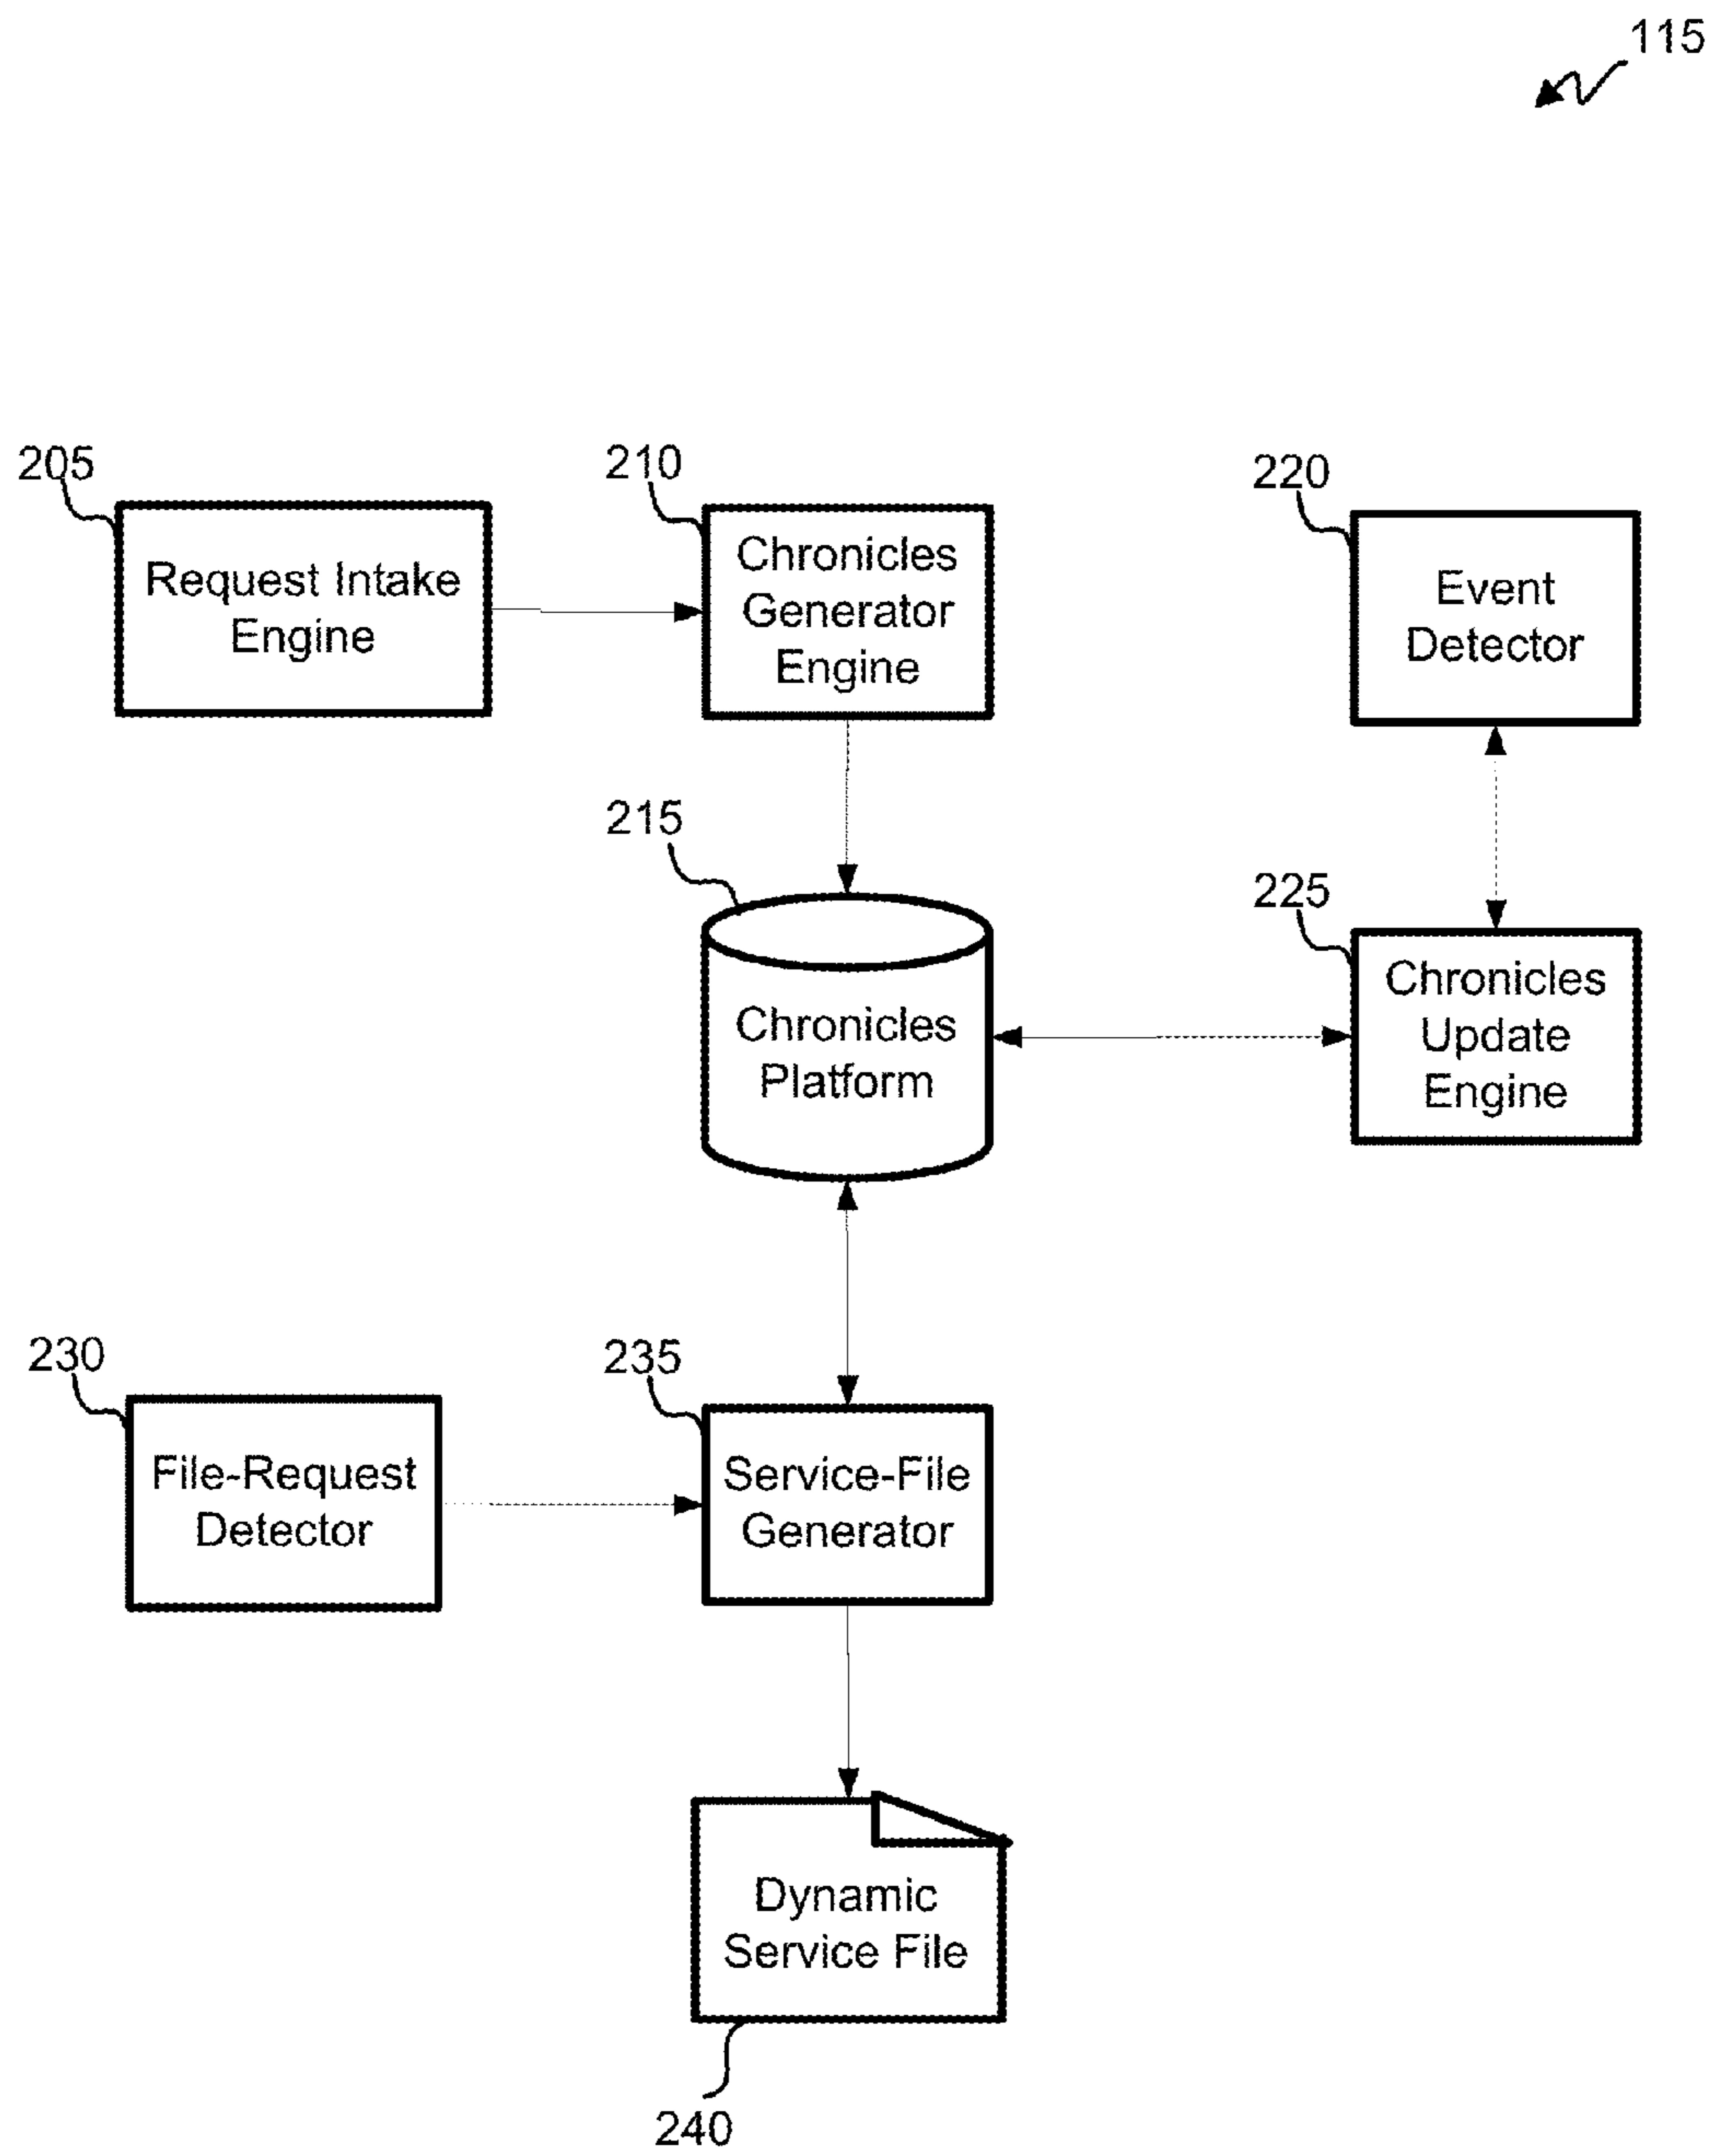 115
205
Request Intake
Engine
210
Chronicles
Generator
Engine
220
Event
Detector
215
Chronicles
Platform
225
Chronicles
Update
Engine
230
File-Request
Detector
235
Service-File
Generator
Dynamic
Service File
240